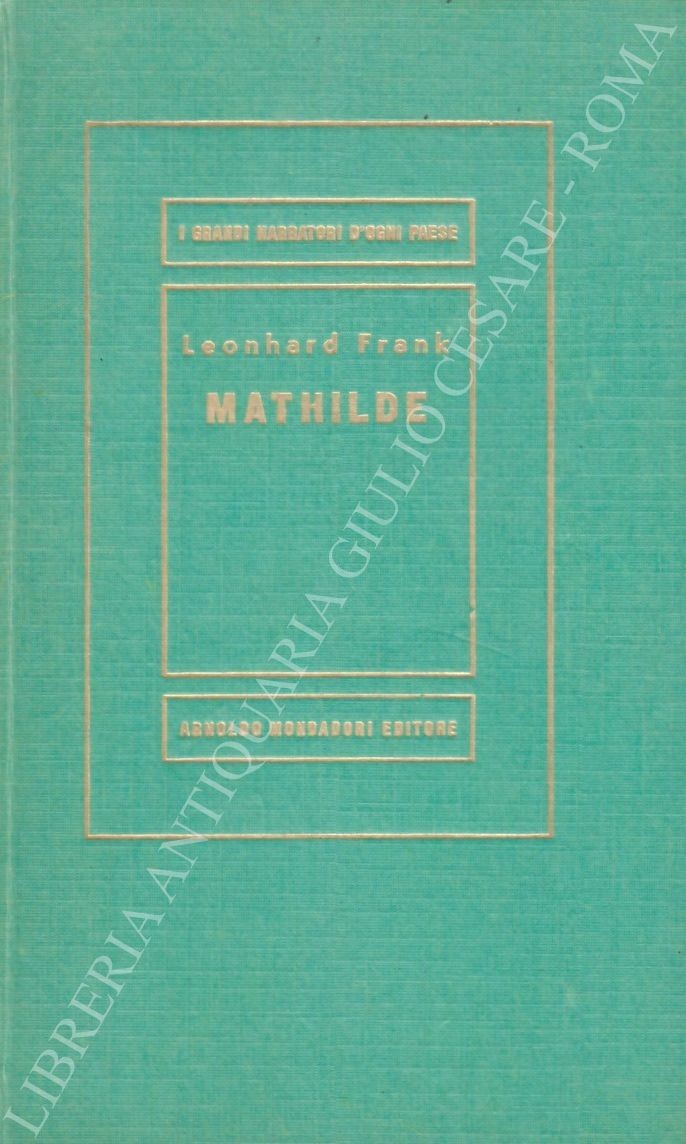 I GRANDI NARRATORI D'OGNI PAESE
Leonhard Frank
MATHILDE
ARNOLDO MONDADORI EDITORE
LIBRERIA ANTIQUARIA GIULIO CESARE - ROMA